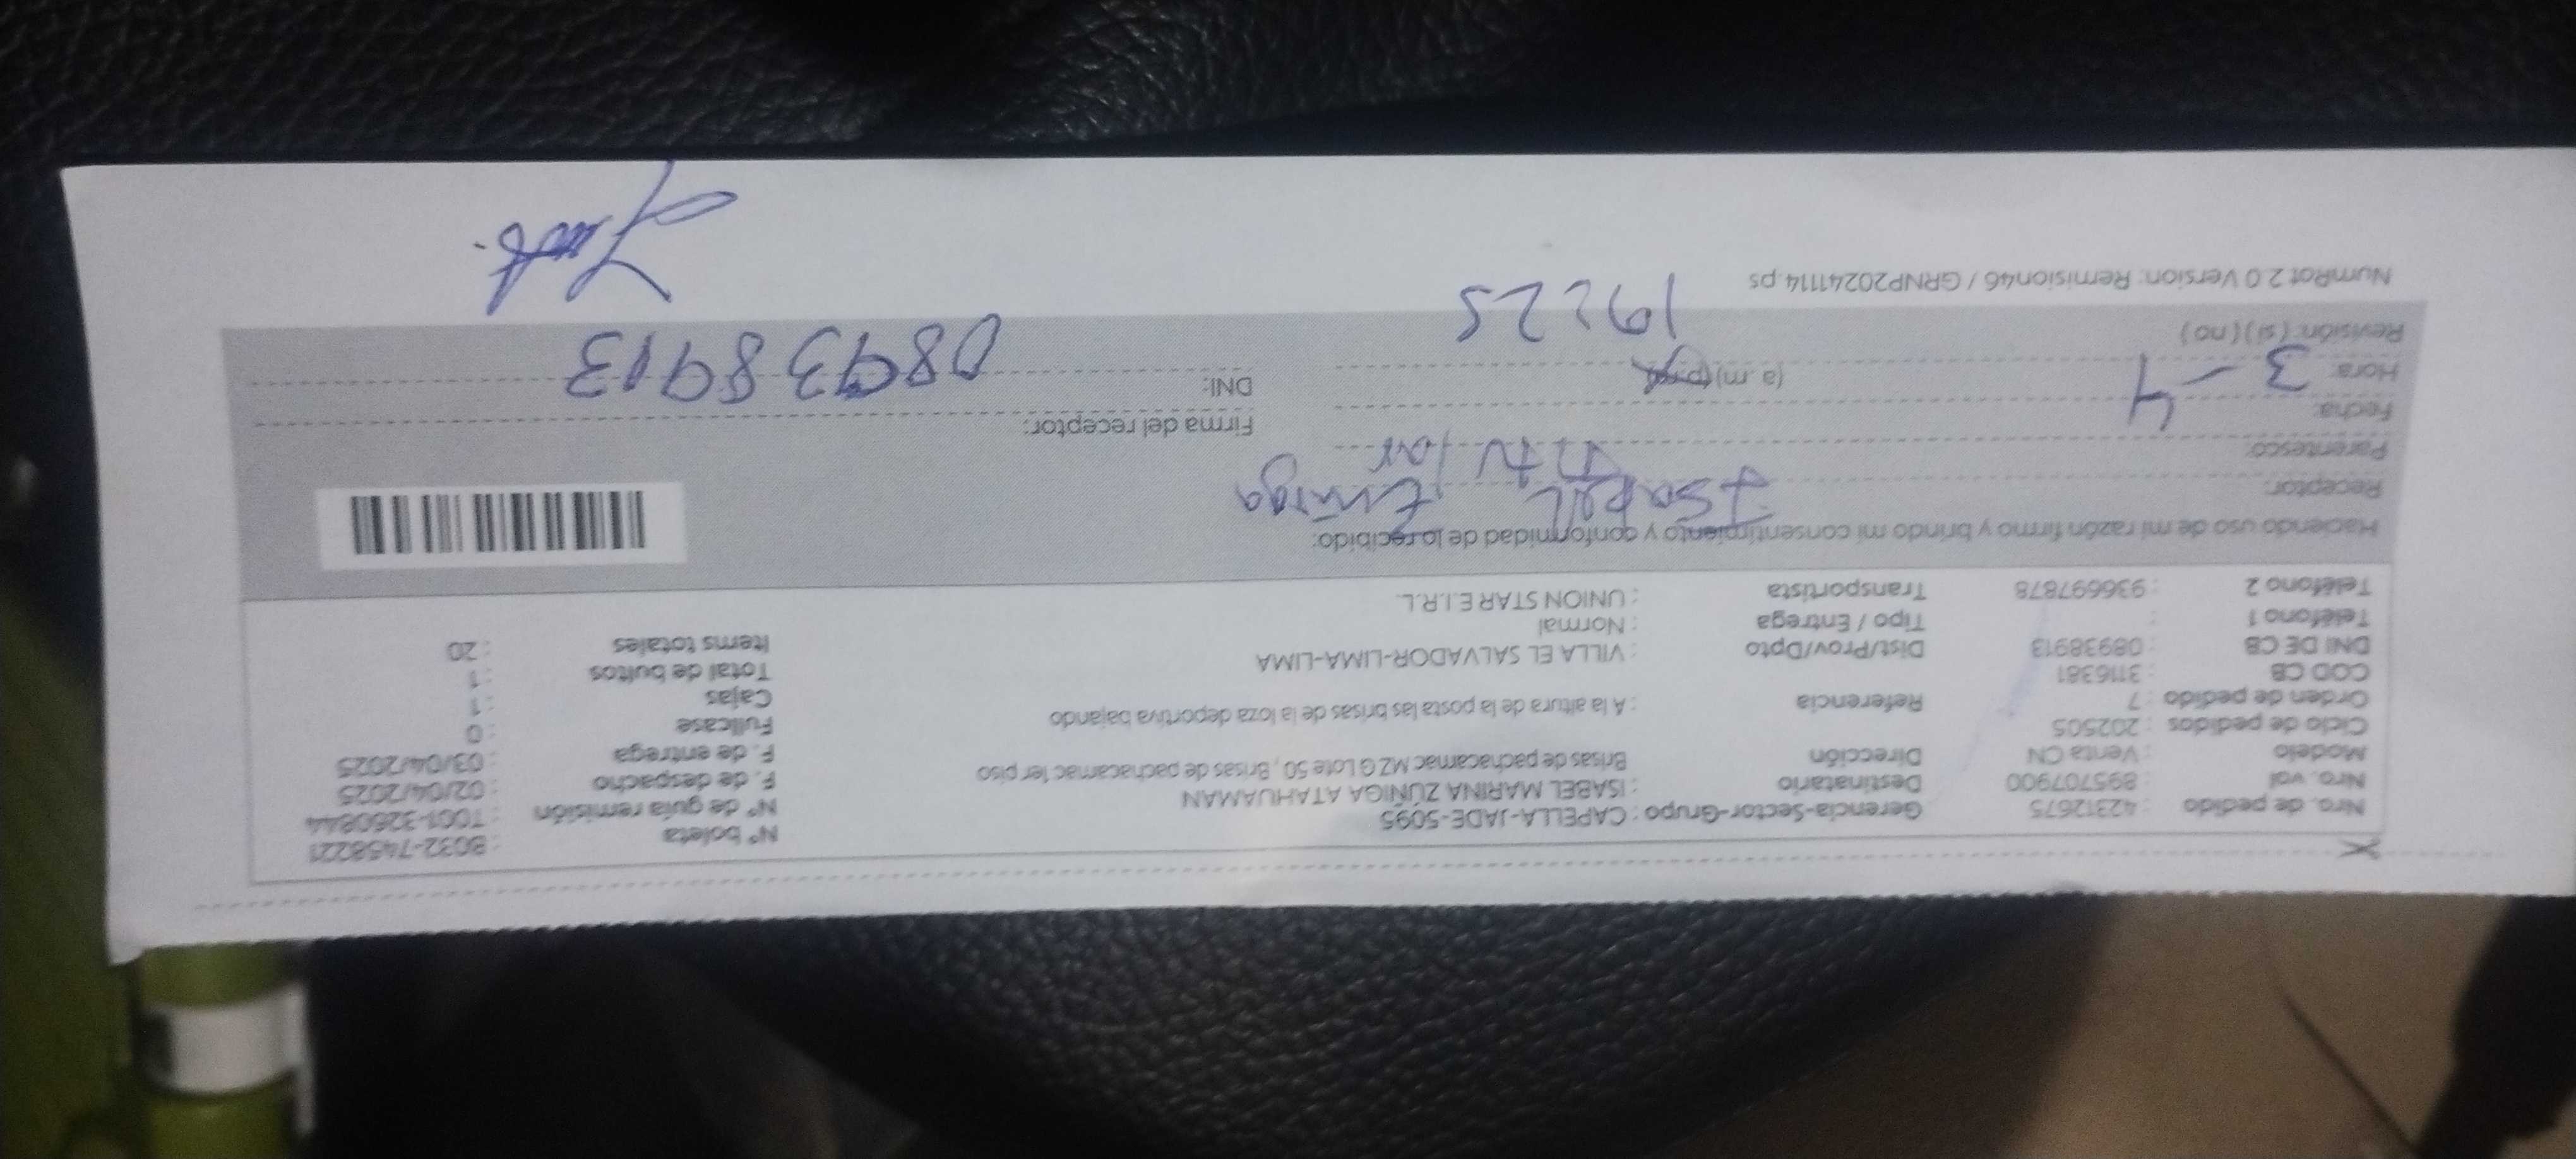 Nro. de pedido : 42312675 Gerencia-Sector-Grupo : CAPELLA-JADE-5095 N° boleta : B032-7458221
Nro. vol : 895707900 Destinatario : ISABEL MARINA ZÚÑIGA ATAHUAMAN N° de guía remisión : T001-3260844
Modelo : Venta CN Dirección Brisas de pachacamac MZ G Lote 50 , Brisas de pachacamac 1er piso F. de despacho : 02/04/2025
Ciclo de pedidos : 202505 F. de entrega : 03/04/2025
Orden de pedido : 7 Referencia : A la altura de la posta las brisas de la loza deportiva bajando Fullcase : 0
COD CB : 3116381 Cajas : 1
DNI DE CB : 08938913 Dist/Prov/Dpto : VILLA EL SALVADOR-LIMA-LIMA Total de bultos : 1
Teléfono 1 : Tipo / Entrega : Normal Items totales : 20
Teléfono 2 : 936697878 Transportista : UNION STAR E.I.R.L.
Haciendo uso de mi razón firmo y brindo mi consentimiento y conformidad de lo recibido:
Receptor: Isabel Zuñiga
Parentesco: titular
Fecha: 3-4 Firma del receptor:
Hora: (a.m)(p.m) DNI: 08938913
Revisión: (si) (no) 19:25
NumRot 2.0 Version: Remision46 / GRNP20241114.ps